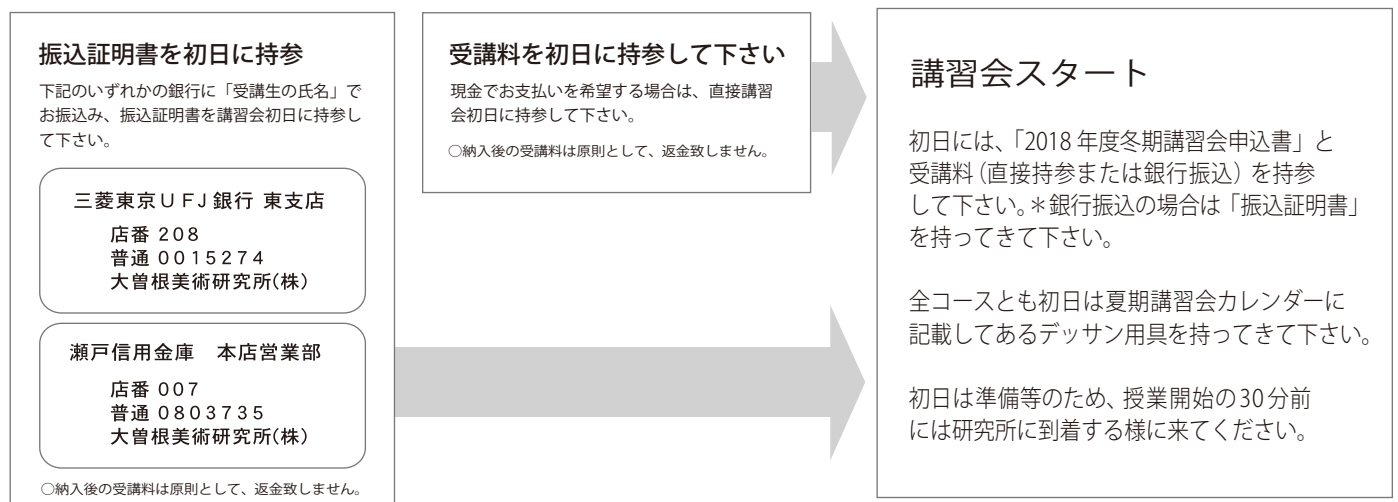 振込証明書を初日に持参
下記のいずれかの銀行に「受講生の氏名」で
お振込み、振込証明書を講習会初日に持参し
て下さい。
三菱東京UFJ銀行 東支店
店番 208
普通 0015274
大曽根美術研究所(株)
瀬戸信用金庫　本店営業部
店番 007
普通 0803735
大曽根美術研究所(株)
○納入後の受講料は原則として、返金致しません。
受講料を初日に持参して下さい
現金でお支払いを希望する場合は、直接講習
会初日に持参して下さい。
○納入後の受講料は原則として、返金致しません。
講習会スタート
初日には、「2018年度冬期講習会申込書」と
受講料（直接持参または銀行振込）を持参
して下さい。＊銀行振込の場合は「振込証明書」
を持ってきて下さい。
全コースとも初日は夏期講習会カレンダーに
記載してあるデッサン用具を持ってきて下さい。
初日は準備等のため、授業開始の30分前
には研究所に到着する様に来てください。